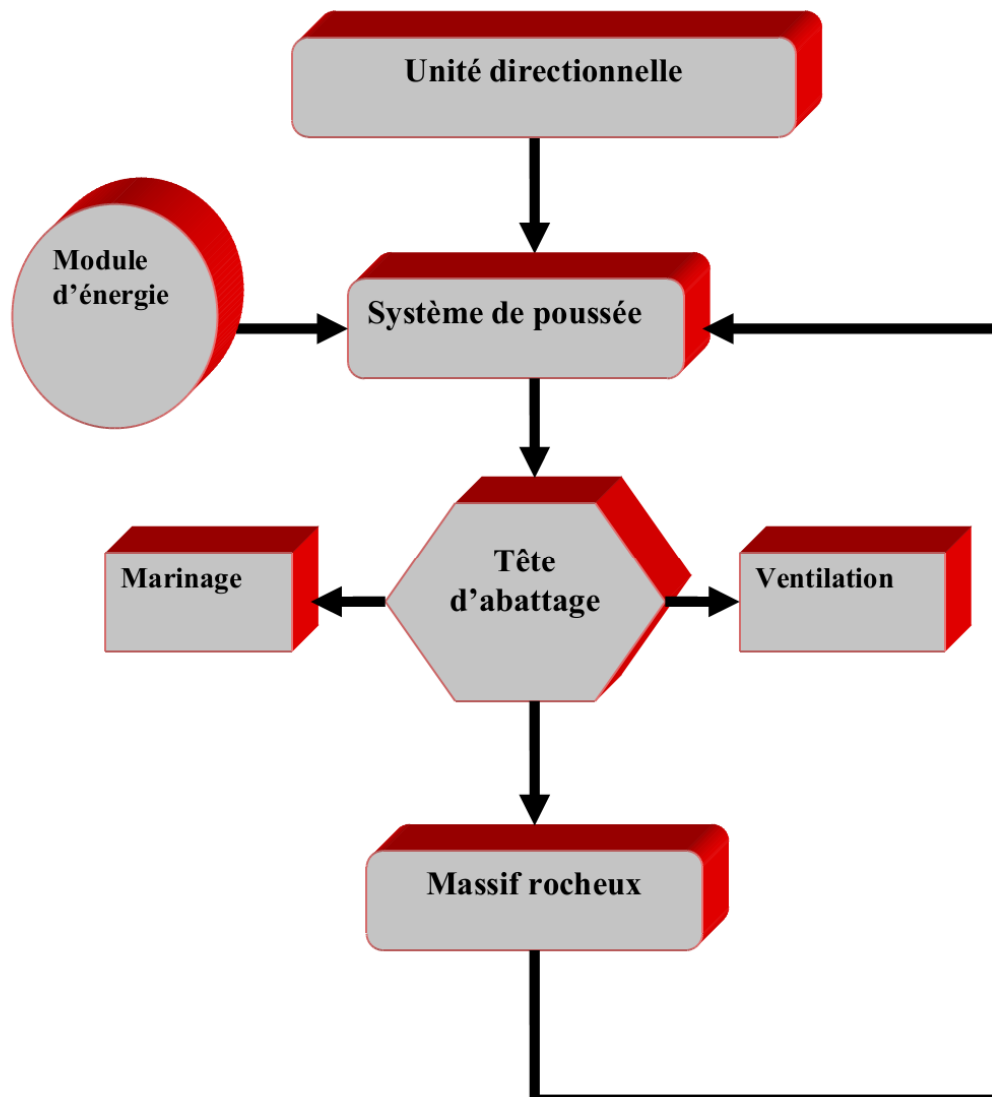 Unité directionnelle
Module
d’énergie
Système de poussée
Tête
d’abattage
Marinage
Ventilation
Massif rocheux